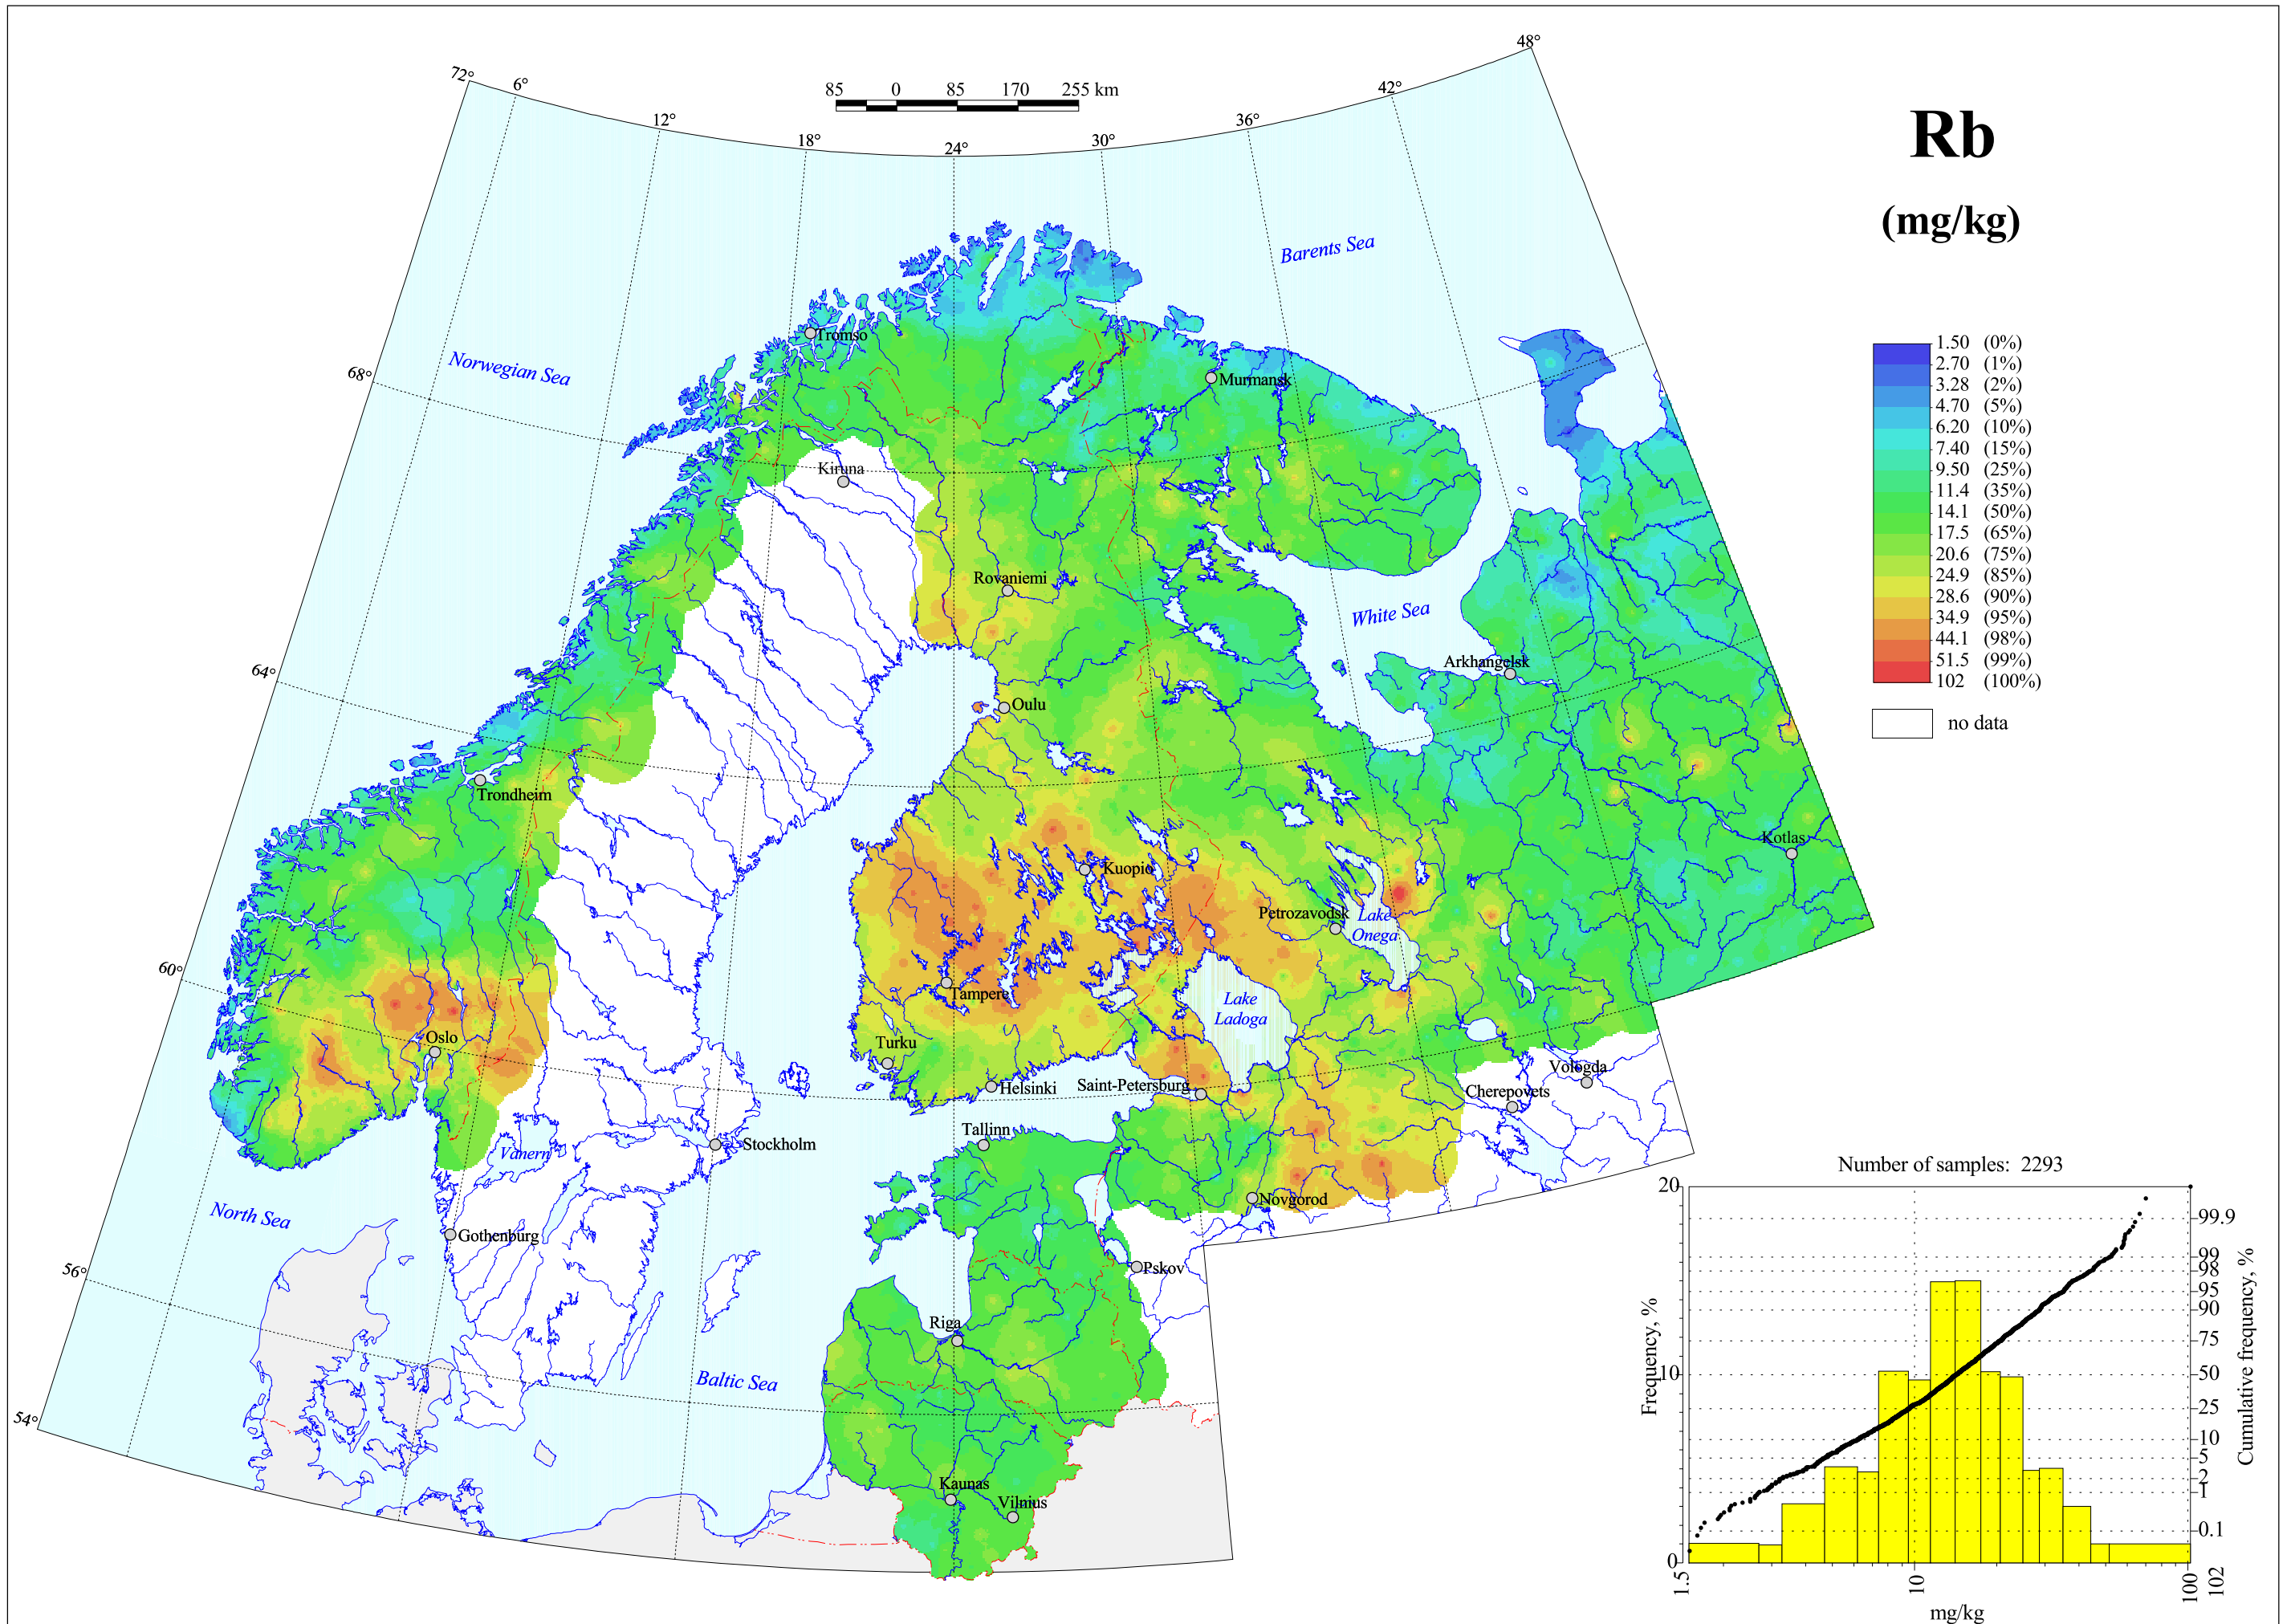 48°
72°
6°
42°
85 0 85 170 255 km
12°
36°
18°
30°
24°
Rb
(mg/kg)
Barents Sea
Tromso
Norwegian Sea
68°
Murmansk
1.50 (0%)
2.70 (1%)
3.28 (2%)
4.70 (5%)
6.20 (10%)
7.40 (15%)
9.50 (25%)
11.4 (35%)
14.1 (50%)
17.5 (65%)
20.6 (75%)
24.9 (85%)
28.6 (90%)
34.9 (95%)
44.1 (98%)
51.5 (99%)
102 (100%)
no data
Kiruna
Rovaniemi
White Sea
Arkhangelsk
64°
Oulu
Trondheim
Kotlas
Kuopio
Petrozavodsk
Lake
Onega
60°
Tampere
Lake
Ladoga
Oslo
Turku
Helsinki
Saint-Petersburg
Vologda
Cherepovets
Tallinn
Stockholm
Vanern
Novgorod
North Sea
Gothenburg
Pskov
56°
Riga
Baltic Sea
54°
Kaunas
Vilnius
Number of samples: 2293
20
10
0
Frequency, %
99.9
99
98
95
90
75
50
25
10
5
2
1
0.1
Cumulative frequency, %
1.5
10
100
102
mg/kg